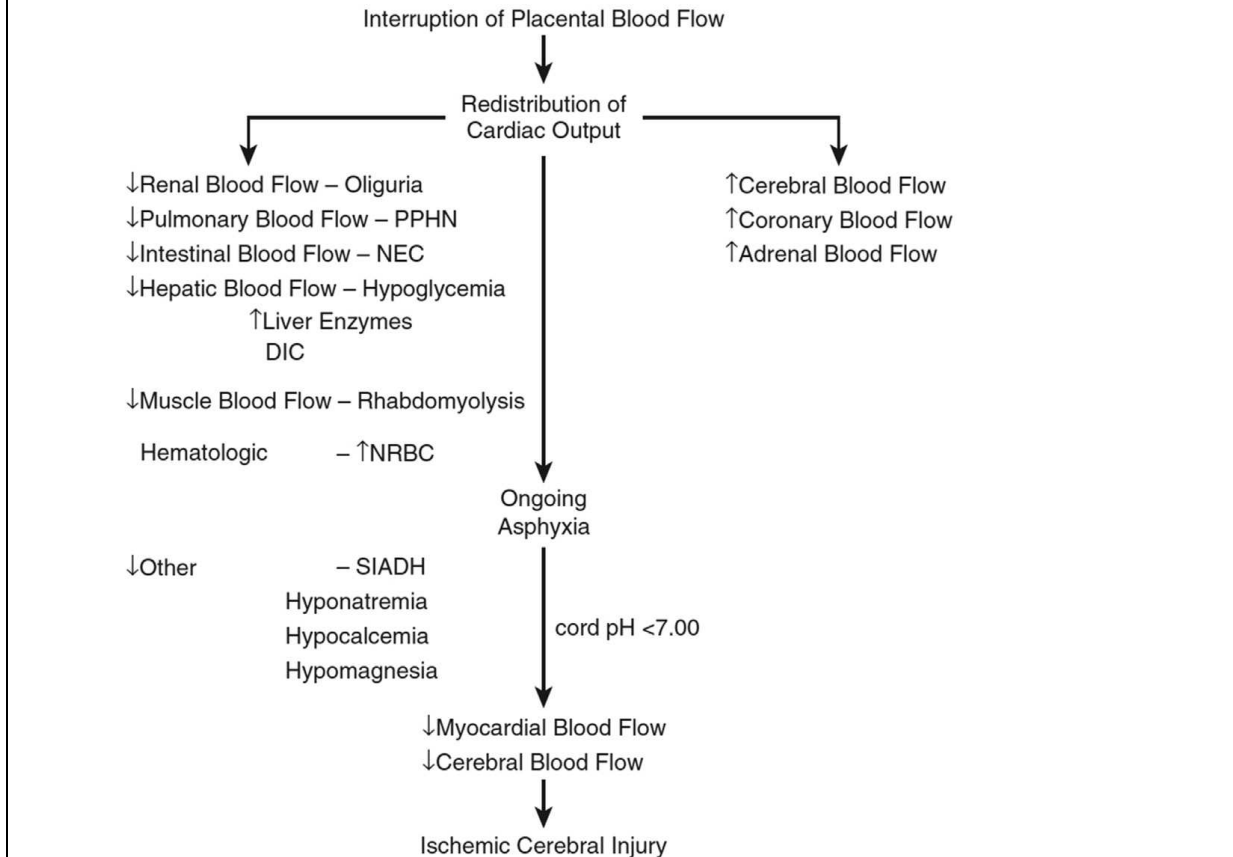 Interruption of Placental Blood Flow
Redistribution of
Cardiac Output
↓Renal Blood Flow – Oliguria
↓Pulmonary Blood Flow – PPHN
↓Intestinal Blood Flow – NEC
↓Hepatic Blood Flow – Hypoglycemia
↑Liver Enzymes
DIC
↓Muscle Blood Flow – Rhabdomyolysis
Hematologic – ↑NRBC
↑Cerebral Blood Flow
↑Coronary Blood Flow
↑Adrenal Blood Flow
Ongoing
Asphyxia
↓Other – SIADH
Hyponatremia
Hypocalcemia
Hypomagnesia
cord pH <7.00
↓Myocardial Blood Flow
↓Cerebral Blood Flow
Ischemic Cerebral Injury